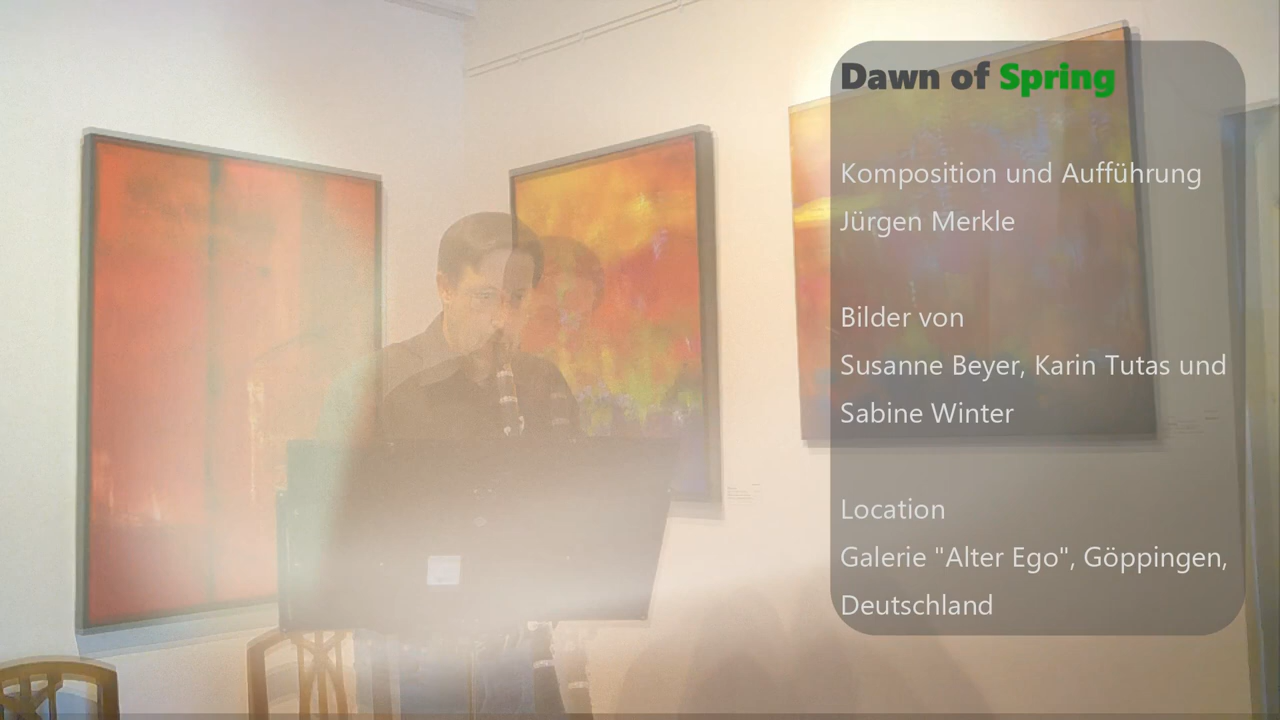 Dawn of Spring
Komposition und Aufführung
Jürgen Merkle
Bilder von
Susanne Beyer, Karin Tutas und
Sabine Winter
Location
Galerie "Alter Ego", Göppingen,
Deutschland